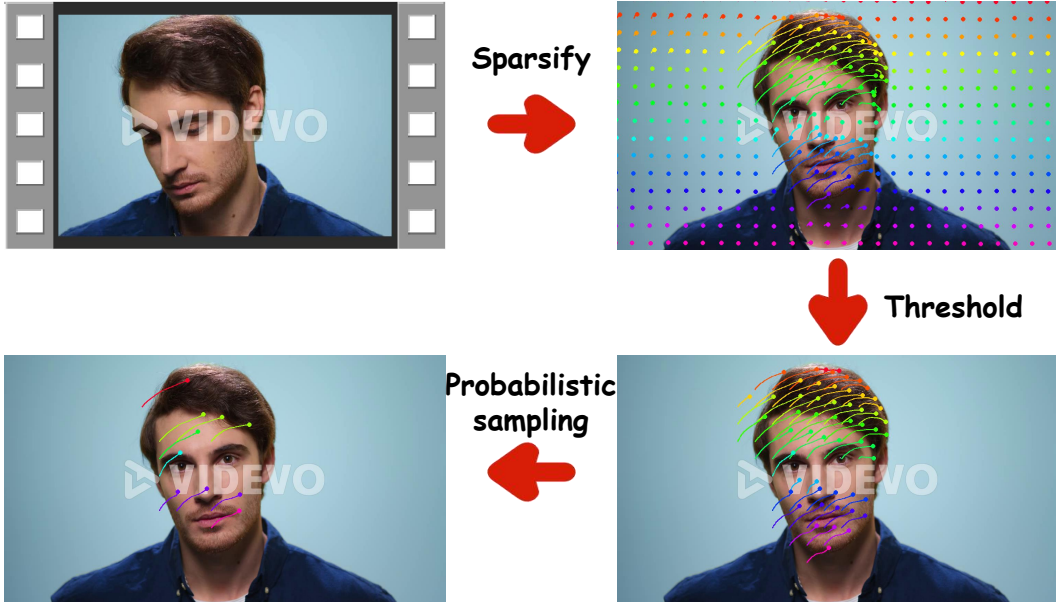 Sparsify
VIDEVO
VIDEVO
Threshold
Probabilistic
sampling
VIDEVO
VIDEVO